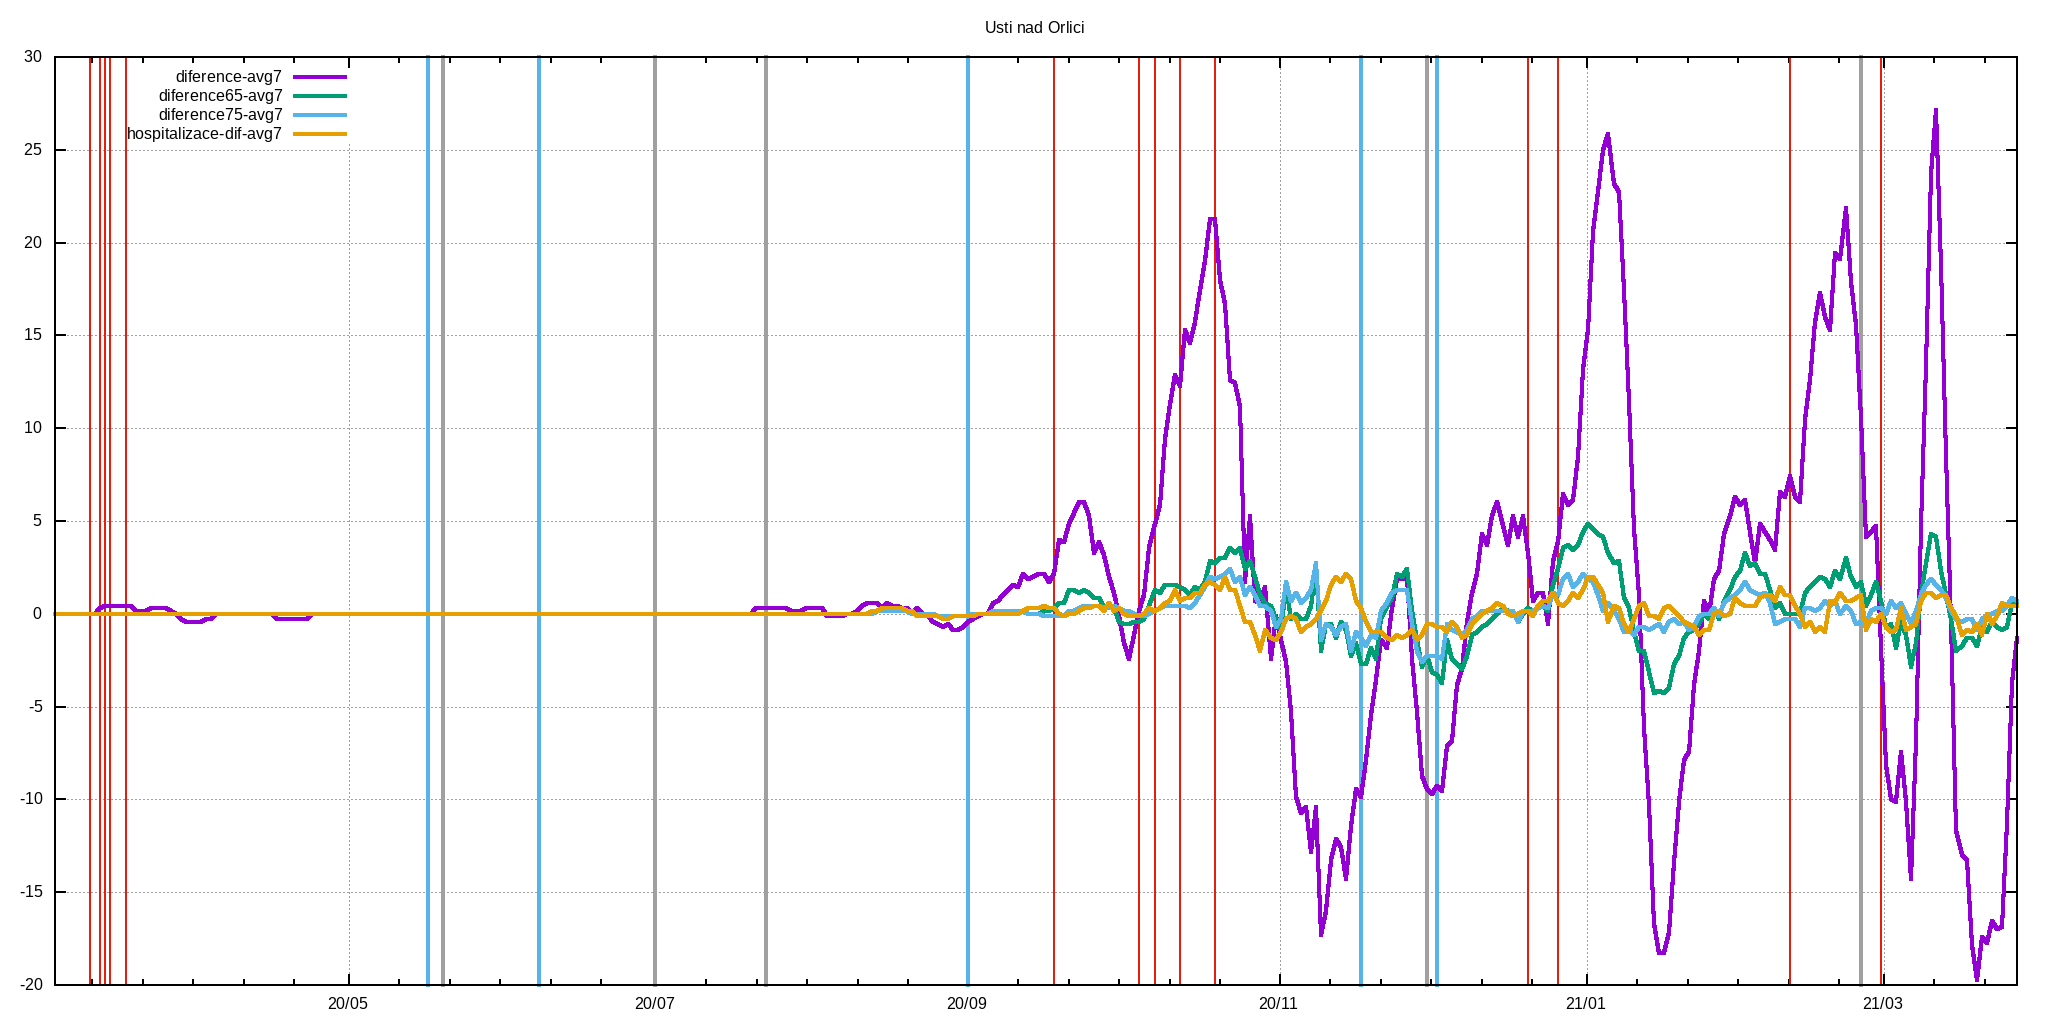 Usti nad Orlici
diference-avg7
diference65-avg7
diference75-avg7
hospitalizace-dif-avg7
30
25
20
15
10
5
0
-5
-10
-15
-20
20/05 20/07 20/09 20/11 21/01 21/03